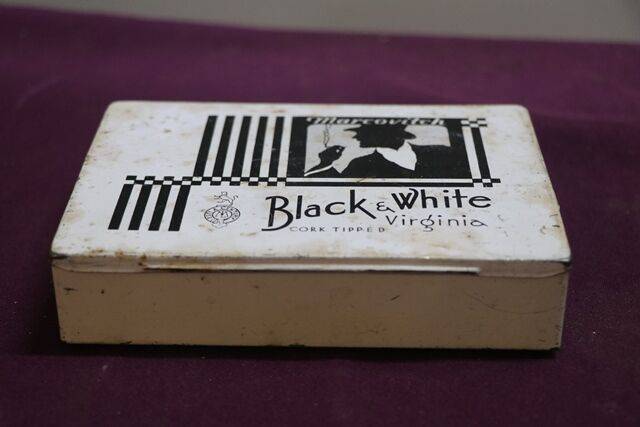 Marcovitch
Black & White
Virginia
CORK TIPPED